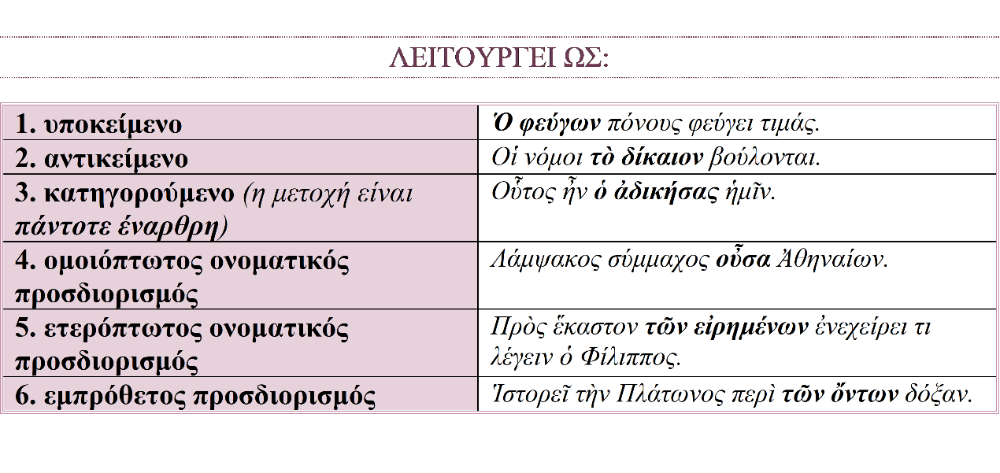 ΛΕΙΤΟΥΡΓΕΙ ΩΣ:
1. υποκείμενο
Ὁ φεύγων πόνους φεύγει τιμάς.
2. αντικείμενο
Οἱ νόμοι τὸ δίκαιον βούλονται.
3. κατηγορούμενο (η μετοχή είναι
πάντοτε έναρθρη)
Οὗτος ἦν ὁ ἀδικήσας ἡμῖν.
4. ομοιόπτωτος ονοματικός
προσδιορισμός
Λάμψακος σύμμαχος οὖσα Ἀθηναίων.
5. ετερόπτωτος ονοματικός
προσδιορισμός
Πρὸς ἕκαστον τῶν εἰρημένων ἐνεχείρει τι
λέγειν ὁ Φίλιππος.
6. εμπρόθετος προσδιορισμός
Ἱστορεῖ τὴν Πλάτωνος περὶ τῶν ὄντων δόξαν.